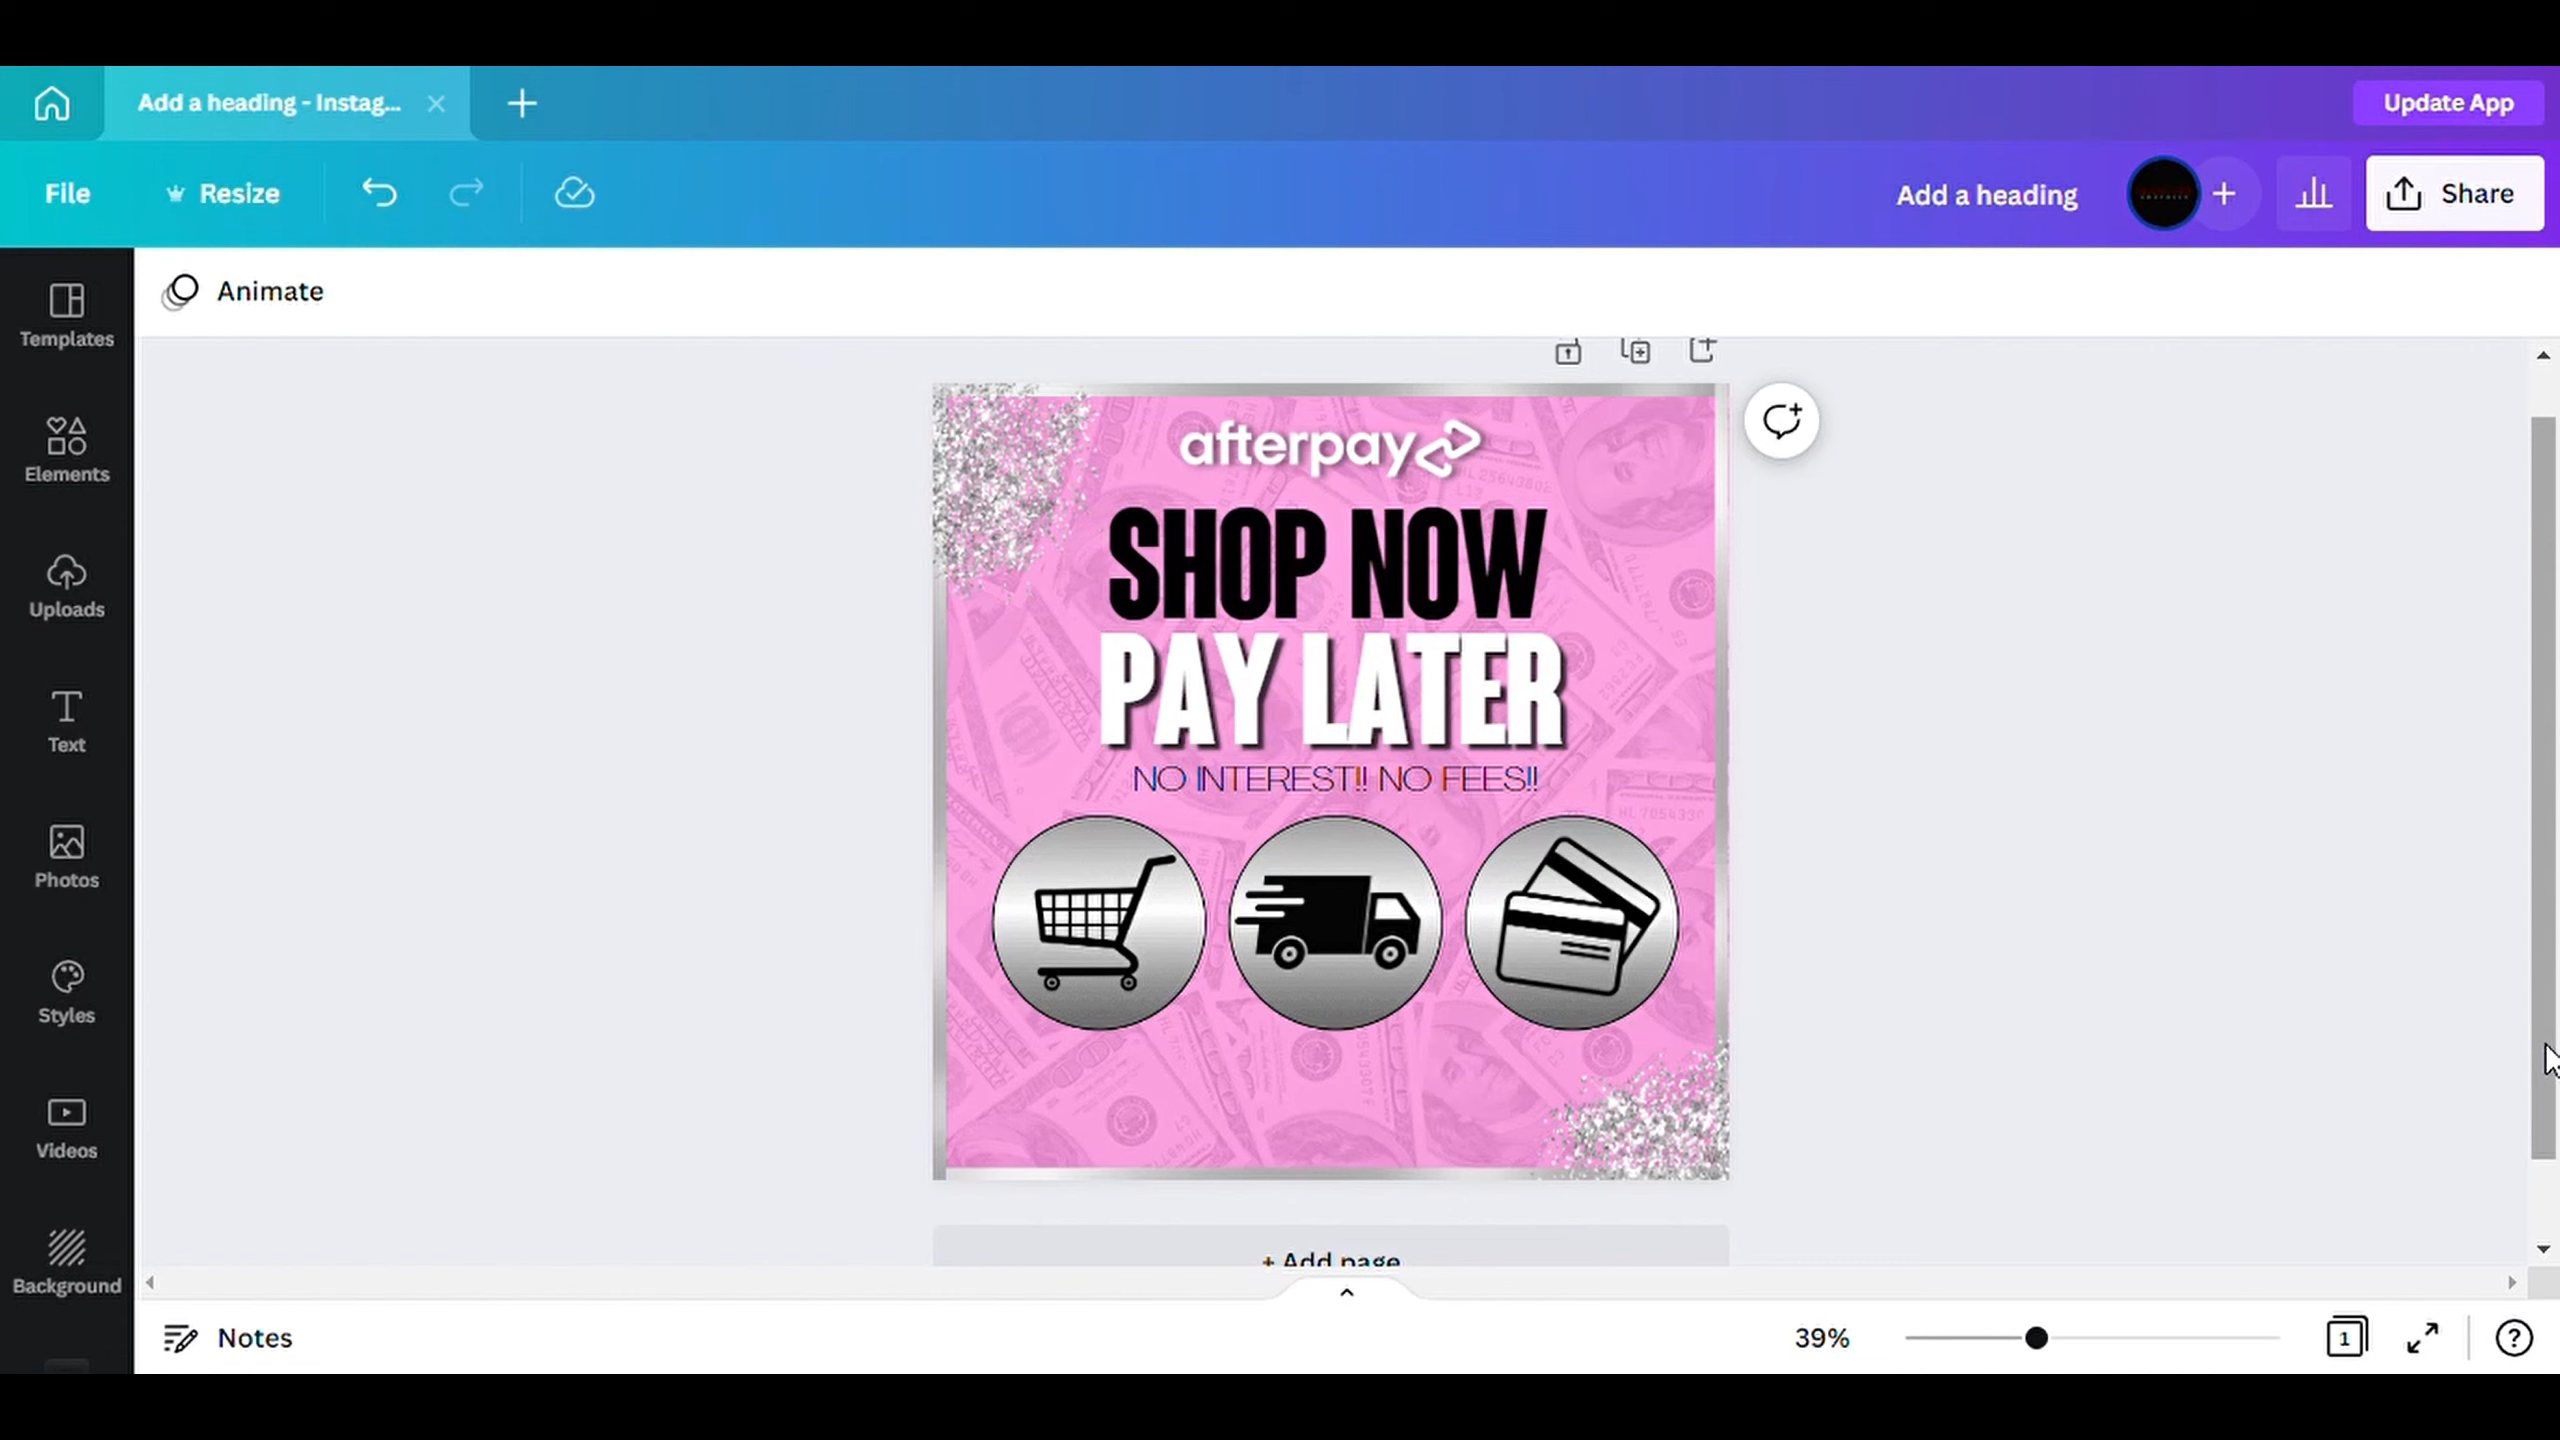 Add a heading - Instag...
Update App
File
Resize
Add a heading
Share
Animate
Templates
Elements
Uploads
Text
Photos
Styles
Videos
Background
afterpay
SHOP NOW
PAY LATER
NO INTEREST!! NO FEES!!
+ Add page
Notes
39%
1
?